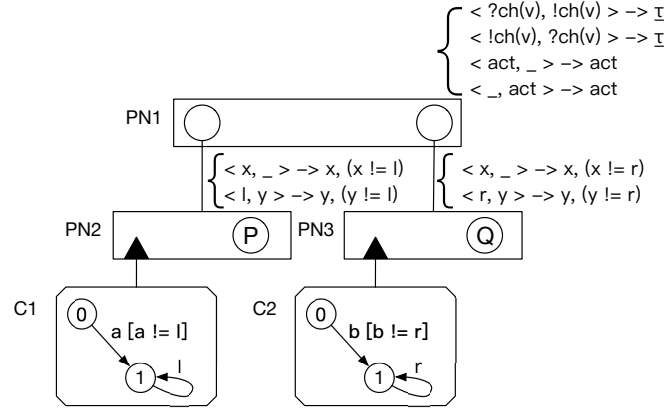 < ?ch(v), !ch(v) > –> τ
< !ch(v), ?ch(v) > –> τ
< act, _ > –> act
< _, act > –> act
PN1
< x, _ > –> x, (x != l)
< l, y > –> y, (y != l)
< x, _ > –> x, (x != r)
< r, y > –> y, (y != r)
PN2
P
PN3
Q
C1
0
a [a != l]
1
l
C2
0
b [b != r]
1
r